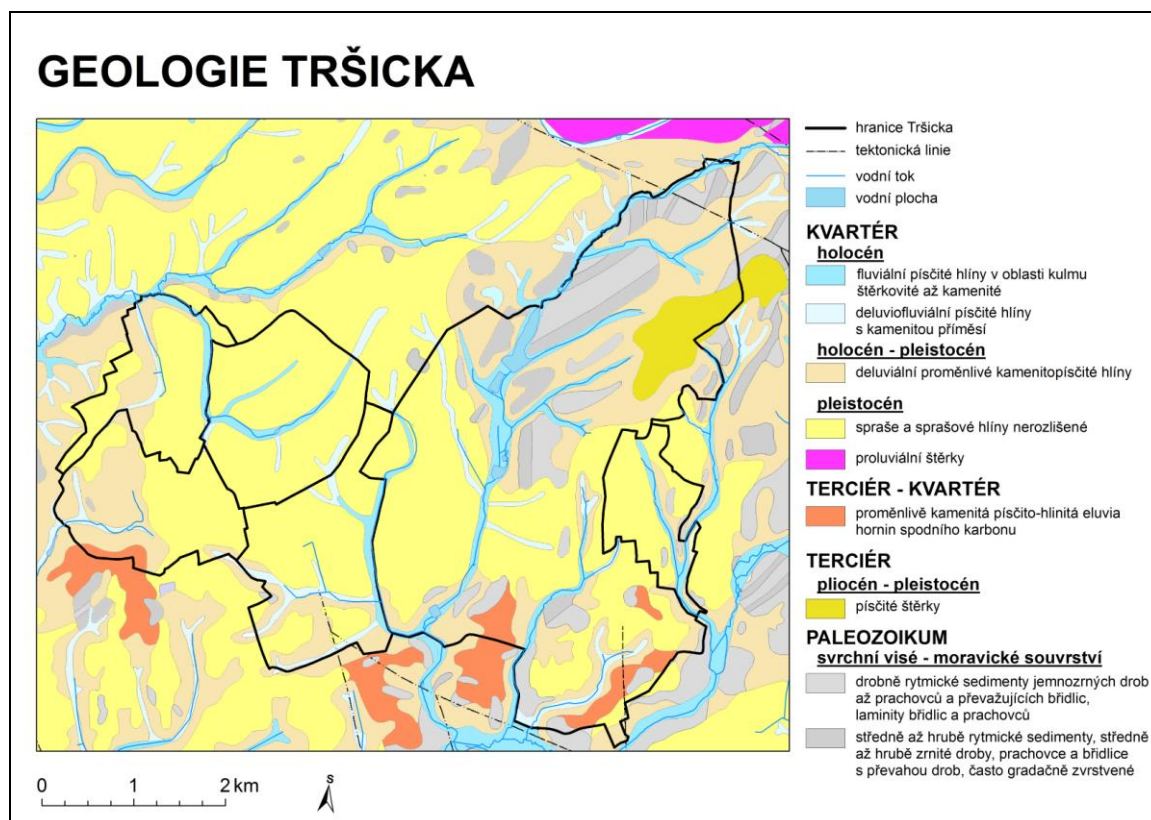 GEOLOGIE TRŠICKA
hranice Tršicka
tektonická linie
vodní tok
vodní plocha
KVARTÉR
holocén
fluviální písčité hlíny v oblasti kulmu
štěrkovité až kamenité
deluviofluviální písčité hlíny
s kamenitou příměsí
holocén - pleistocén
deluviální proměnlivé kamenitopísčité hlíny
pleistocén
spraše a sprašové hlíny nerozlišené
proluviální štěrky
TERCIÉR - KVARTÉR
proměnlivě kamenitá písčito-hlinitá eluvia
hornin spodního karbonu
TERCIÉR
pliocén - pleistocén
písčité štěrky
PALEOZOIKUM
svrchní visé - moravické souvrství
drobně rytmické sedimenty jemnozrných drob
až prachovců a převažujících břidlic,
laminity břidlic a prachovců
středně až hrubě rytmické sedimenty, středně
až hrubě zrnité droby, prachovce a břidlice
s převahou drob, často gradačně zvrstvené
0 1 2 km
S